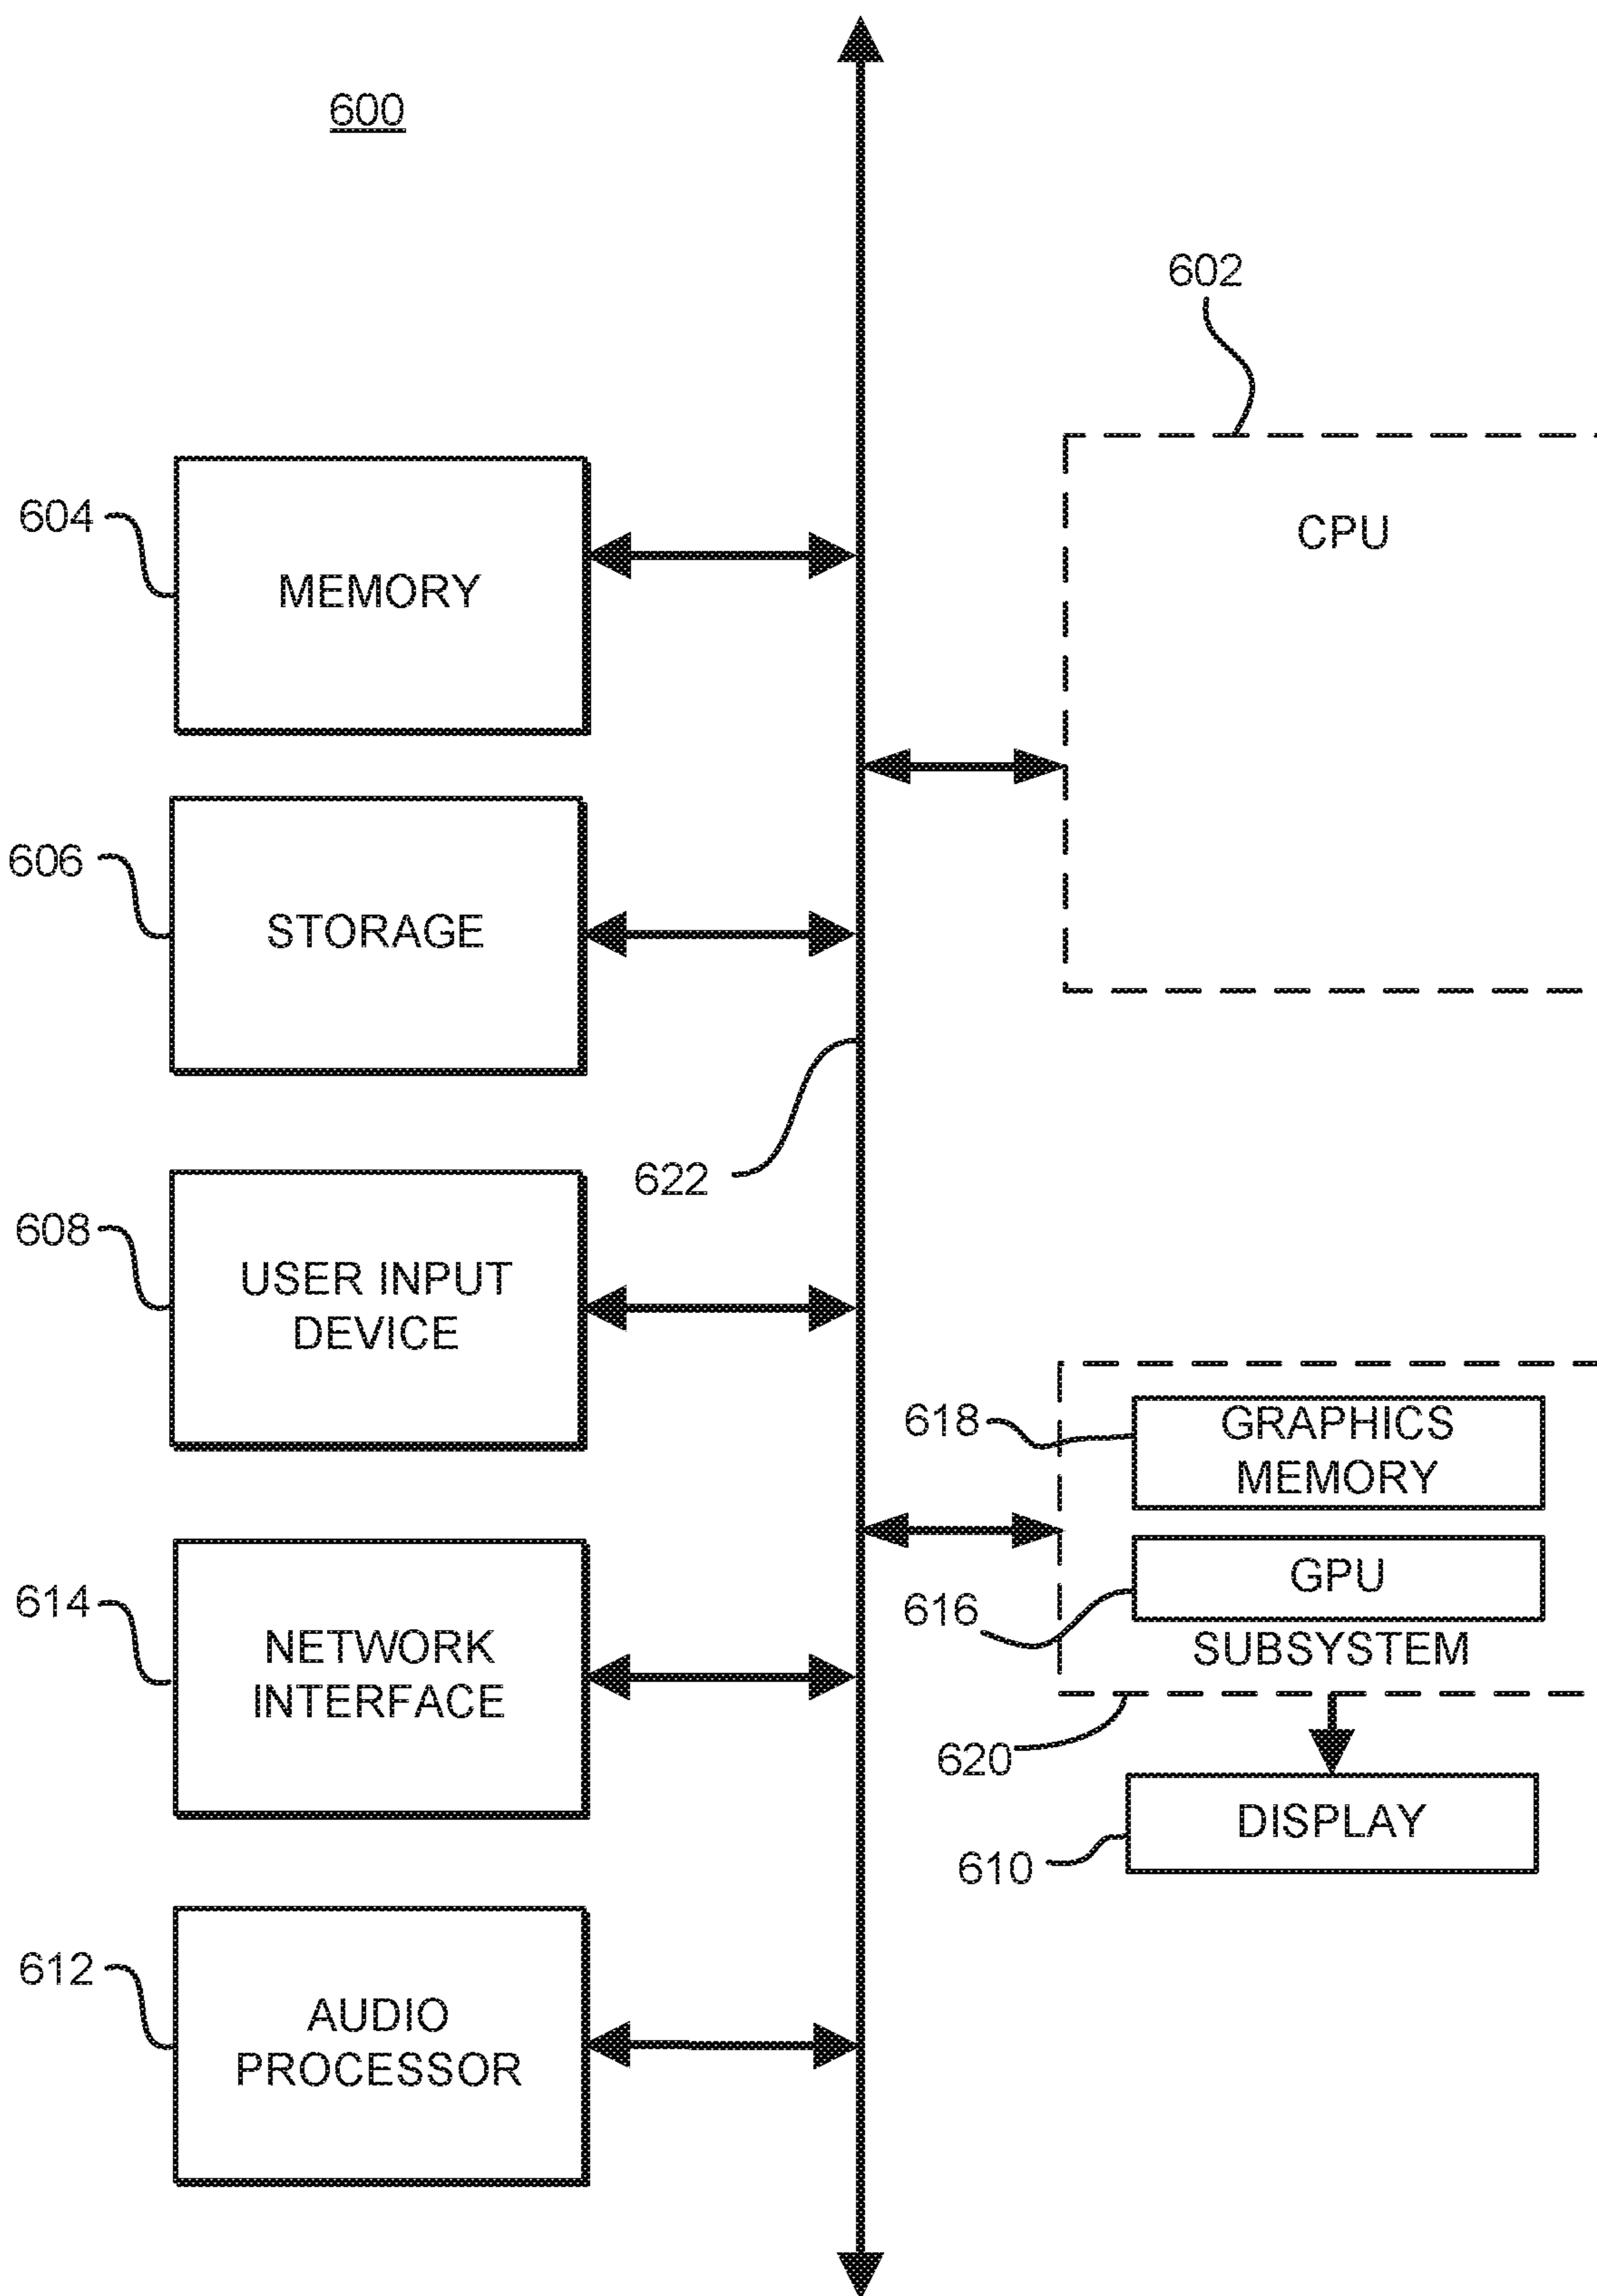 600
602
CPU
604
MEMORY
606
STORAGE
622
608
USER INPUT
DEVICE
618
GRAPHICS
MEMORY
616
GPU
SUBSYSTEM
620
614
NETWORK
INTERFACE
DISPLAY
610
612
AUDIO
PROCESSOR